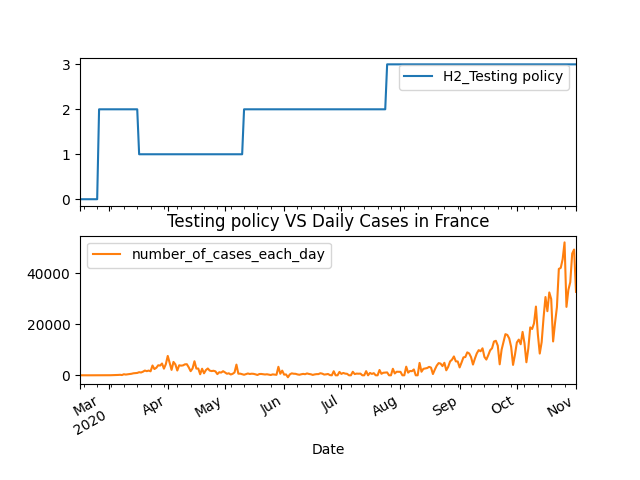 3
2
1
0
H2_Testing policy
Testing policy VS Daily Cases in France
number_of_cases_each_day
40000
20000
0
Mar
2020
Apr
May
Jun
Jul
Aug
Sep
Oct
Nov
Date